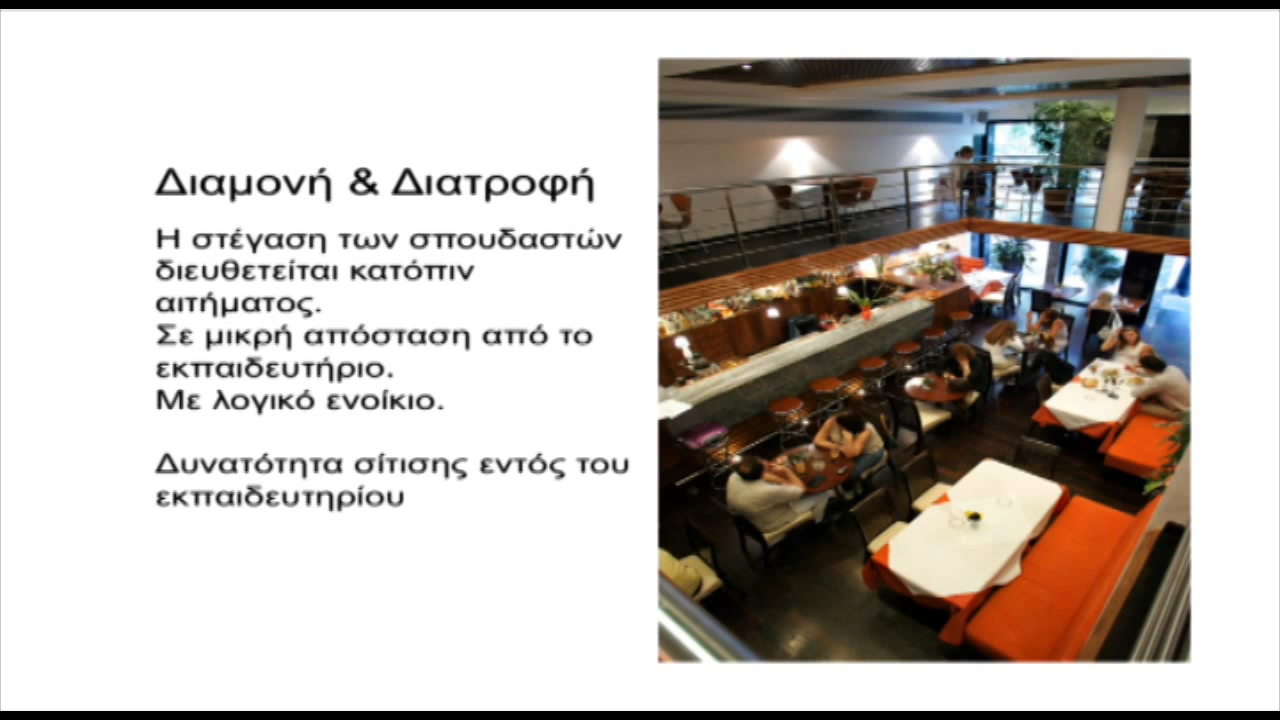 Διαμονή & Διατροφή
Η στέγαση των σπουδαστών
διευθετείται κατόπιν
αιτήματος.
Σε μικρή απόσταση από το
εκπαιδευτήριο.
Με λογικό ενοίκιο.
Δυνατότητα σίτισης εντός του
εκπαιδευτηρίου